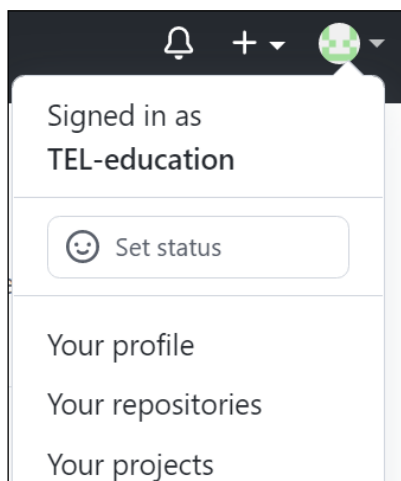 Signed in as
TEL-education
Set status
Your profile
Your repositories
Your projects